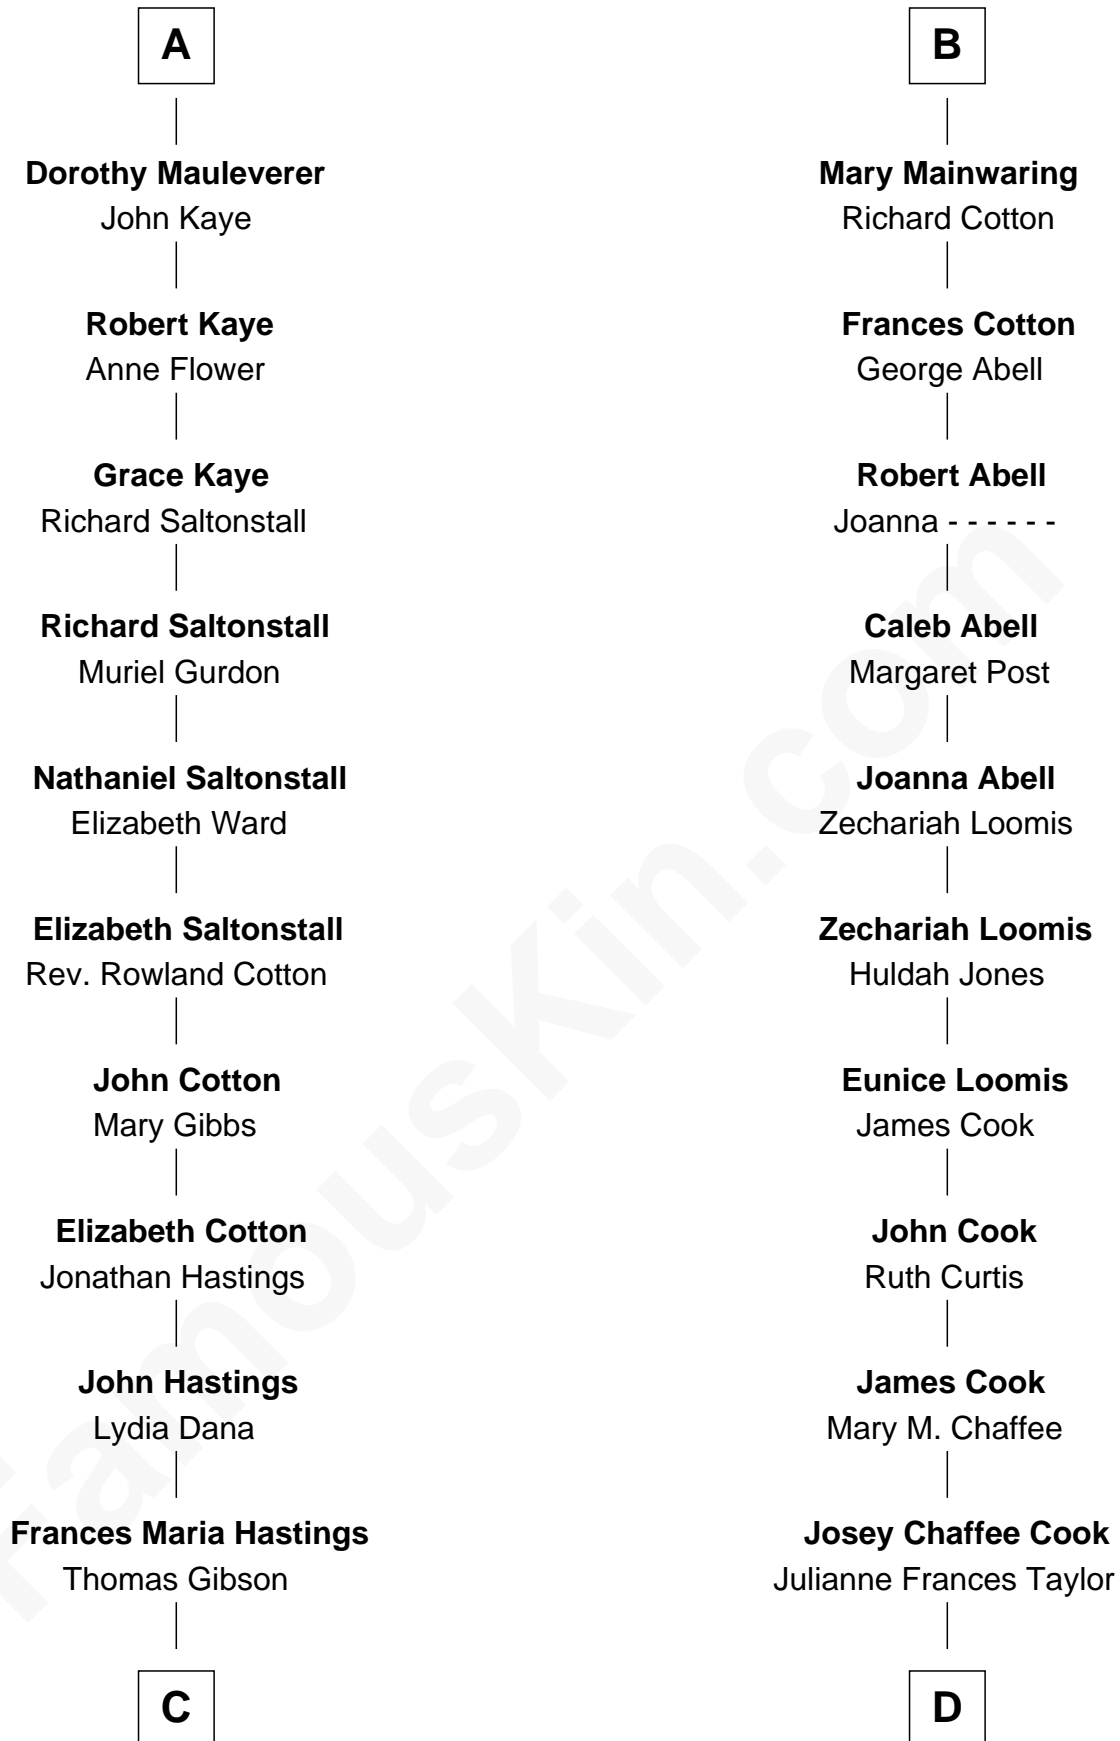 A
Dorothy Mauleverer
John Kaye
Robert Kaye
Anne Flower
Grace Kaye
Richard Saltonstall
Richard Saltonstall
Muriel Gurdon
Nathaniel Saltonstall
Elizabeth Ward
Elizabeth Saltonstall
Rev. Rowland Cotton
John Cotton
Mary Gibbs
Elizabeth Cotton
Jonathan Hastings
John Hastings
Lydia Dana
Frances Maria Hastings
Thomas Gibson
C
B
Mary Mainwaring
Richard Cotton
Frances Cotton
George Abell
Robert Abell
Joanna - - - - - -
Caleb Abell
Margaret Post
Joanna Abell
Zechariah Loomis
Zechariah Loomis
Huldah Jones
Eunice Loomis
James Cook
John Cook
Ruth Curtis
James Cook
Mary M. Chaffee
Josey Chaffee Cook
Julianne Frances Taylor
D
FamousKin.com